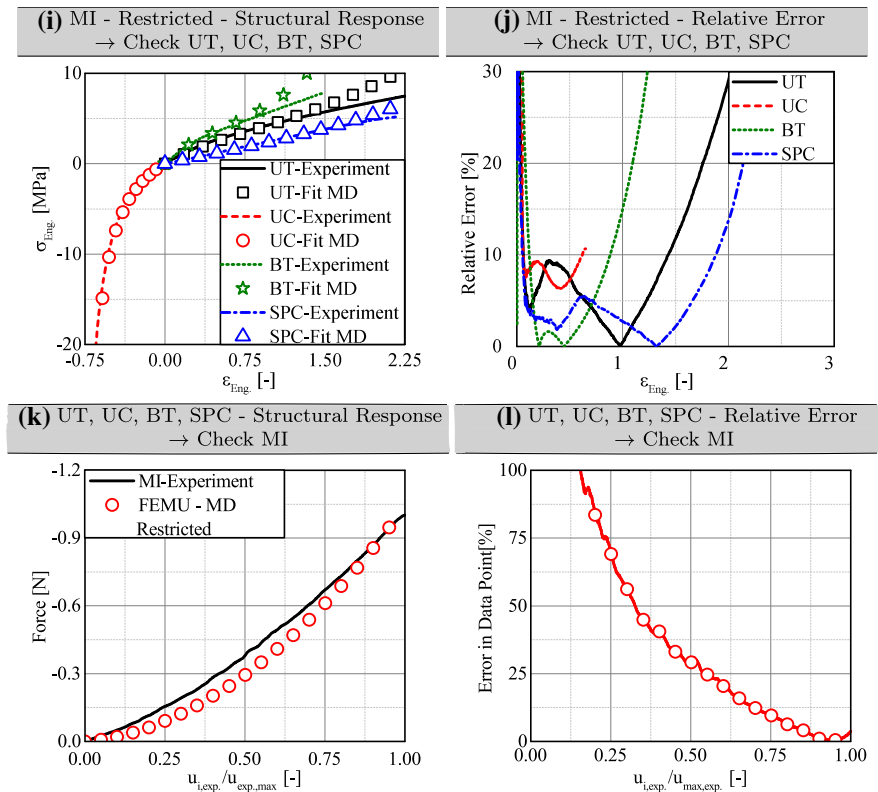 (i) MI - Restricted - Structural Response
→ Check UT, UC, BT, SPC
10
0
-10
-20
σEng. [MPa]
-0.75
0.00
0.75
1.50
2.25
εEng. [-]
UT-Experiment
UT-Fit MD
UC-Experiment
UC-Fit MD
BT-Experiment
BT-Fit MD
SPC-Experiment
SPC-Fit MD
(j) MI - Restricted - Relative Error
→ Check UT, UC, BT, SPC
30
20
10
0
Relative Error [%]
0
1
2
3
εEng. [-]
UT
UC
BT
SPC
(k) UT, UC, BT, SPC - Structural Response
→ Check MI
-1.2
-0.9
-0.6
-0.3
0.0
Force [N]
0.00
0.25
0.50
0.75
1.00
ui,exp./uexp.,max [-]
MI-Experiment
FEMU - MD
Restricted
(l) UT, UC, BT, SPC - Relative Error
→ Check MI
100
75
50
25
0
Error in Data Point[%]
0.00
0.25
0.50
0.75
1.00
ui,exp./umax,exp. [-]